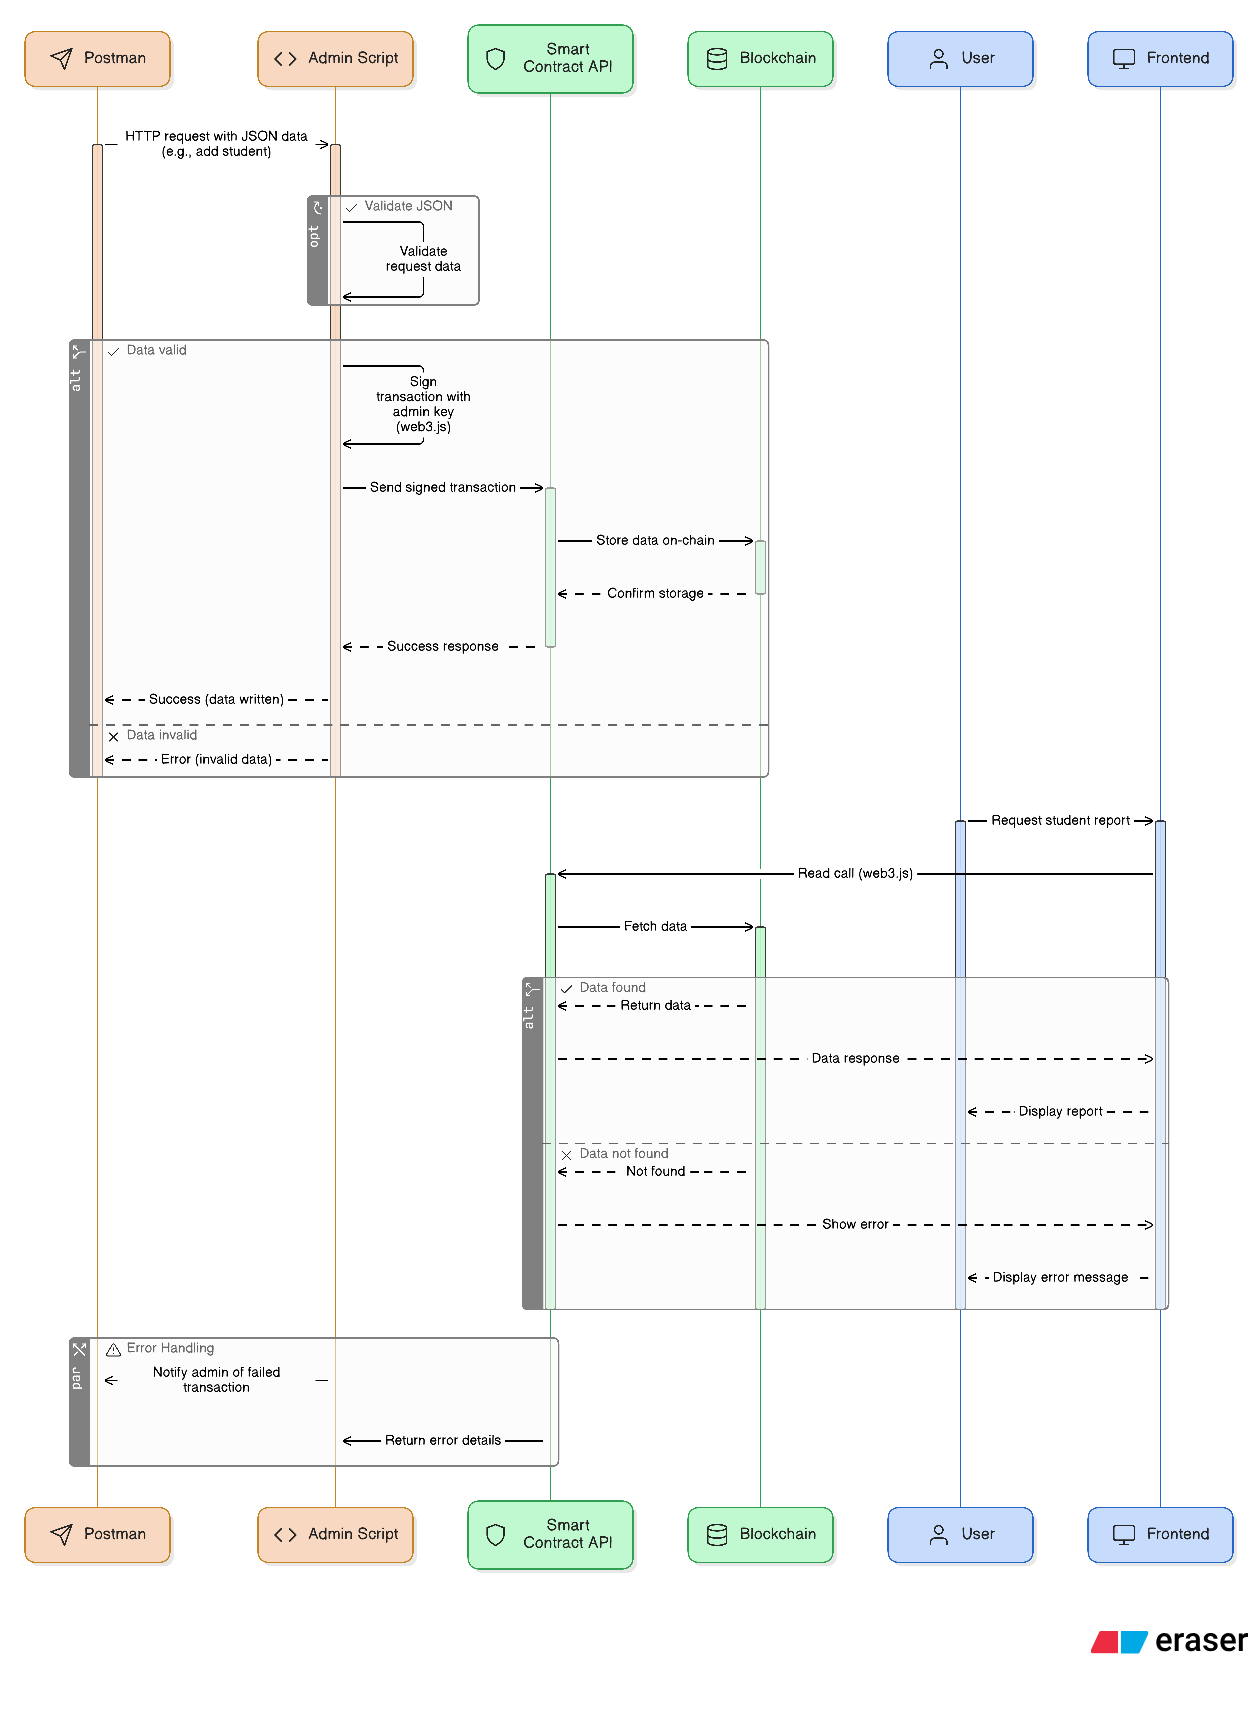 Postman
Admin Script
Smart
Contract API
Blockchain
User
Frontend
HTTP request with JSON data
(e.g., add student)
opt
Validate JSON
Validate
request data
alt
Data valid
Sign
transaction with
admin key
(web3.js)
Send signed transaction
Store data on-chain
Confirm storage
Success response
Success (data written)
Data invalid
Error (invalid data)
Request student report
Read call (web3.js)
Fetch data
alt
Data found
Return data
Data response
Display report
Data not found
Not found
Show error
Display error message
par
Error Handling
Notify admin of failed
transaction
Return error details
Postman
Admin Script
Smart
Contract API
Blockchain
User
Frontend
eraser